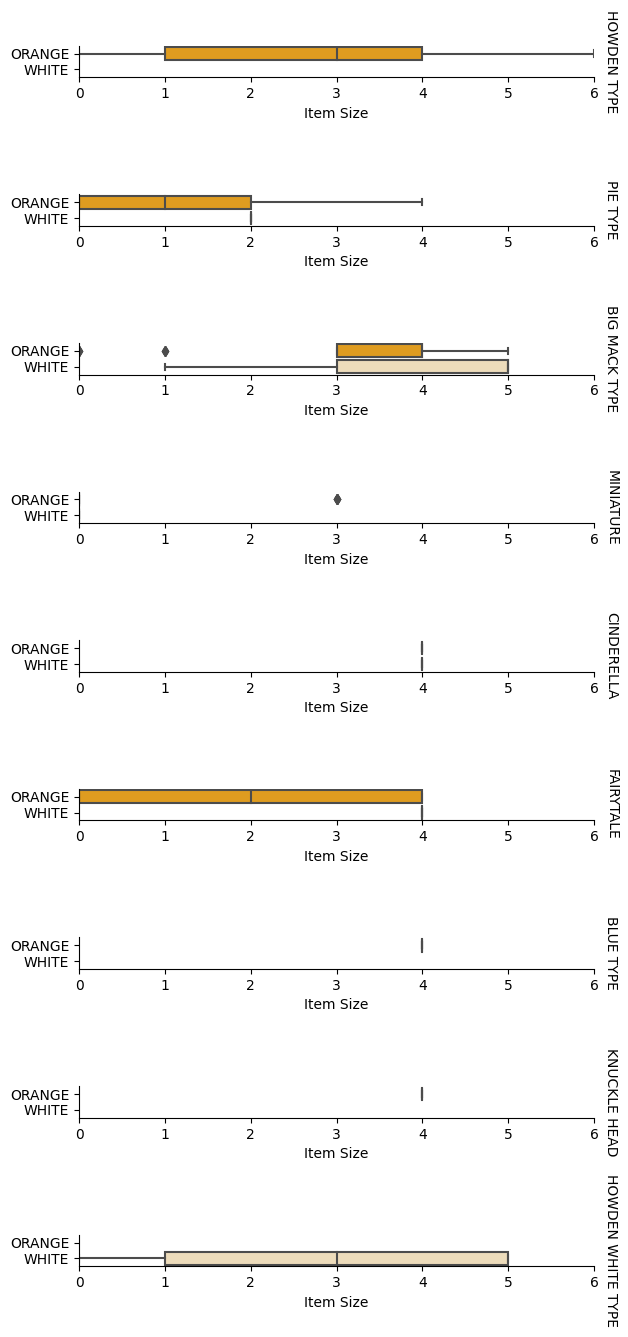 HOWDEN TYPE
ORANGE
WHITE
0 1 2 3 4 5 6
Item Size
PIE TYPE
ORANGE
WHITE
0 1 2 3 4 5 6
Item Size
BIG MACK TYPE
ORANGE
WHITE
0 1 2 3 4 5 6
Item Size
MINIATURE
ORANGE
WHITE
0 1 2 3 4 5 6
Item Size
CINDERELLA
ORANGE
WHITE
0 1 2 3 4 5 6
Item Size
FAIRYTALE
ORANGE
WHITE
0 1 2 3 4 5 6
Item Size
BLUE TYPE
ORANGE
WHITE
0 1 2 3 4 5 6
Item Size
KNUCKLE HEAD
ORANGE
WHITE
0 1 2 3 4 5 6
Item Size
HOWDEN WHITE TYPE
ORANGE
WHITE
0 1 2 3 4 5 6
Item Size